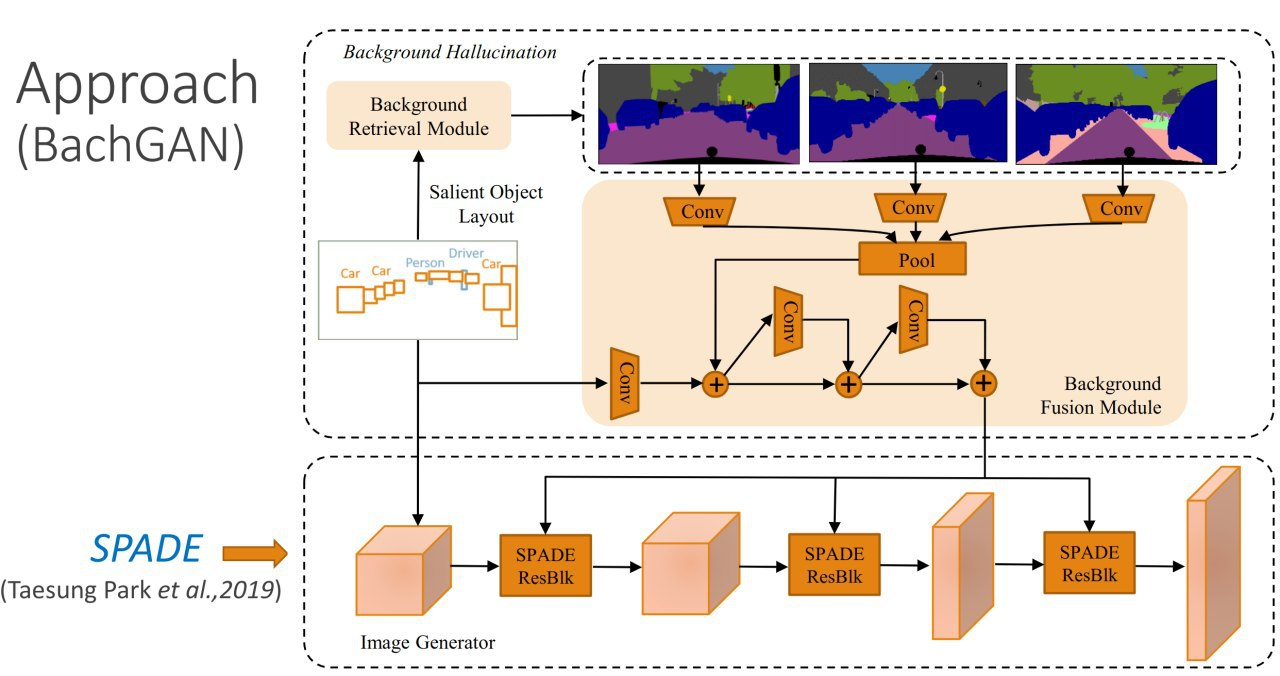 Approach
(BachGAN)
Background Hallucination
Background
Retrieval Module
Salient Object
Layout
Car
Car
Person
Driver
Car
Conv
Conv
Conv
Pool
Conv
Conv
Conv
+
+
+
Background
Fusion Module
SPADE
(Taesung Park et al.,2019)
SPADE
ResBlk
SPADE
ResBlk
SPADE
ResBlk
Image Generator